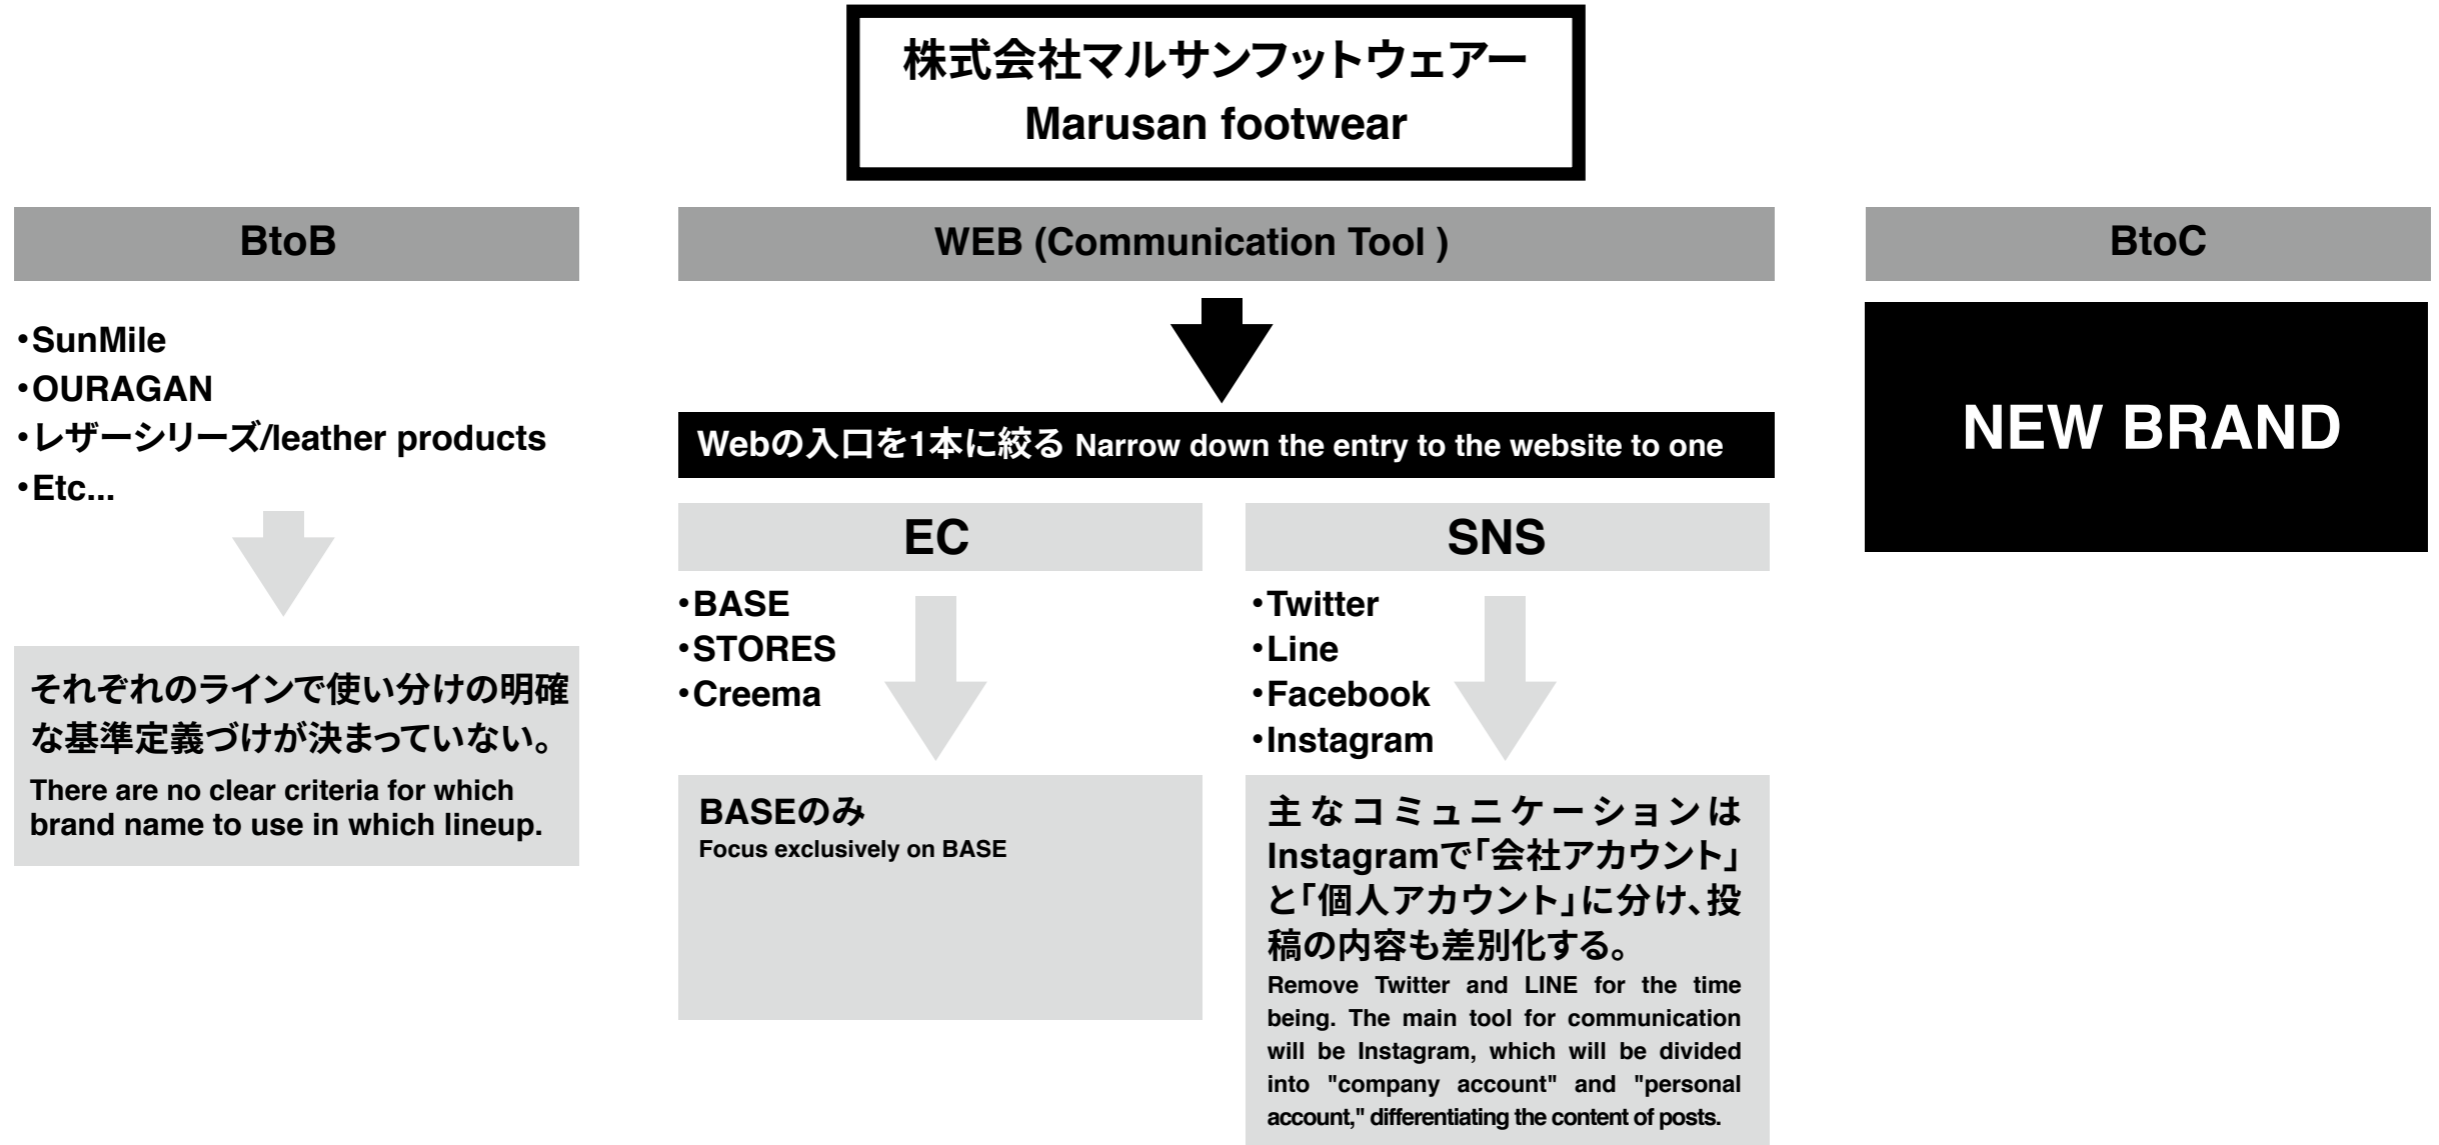 株式会社マルサンフットウェアー
Marusan footwear
BtoB
・SunMile
・OURAGAN
・レザーシリーズ/leather products
・Etc...
それぞれのラインで使い分けの明確
な基準定義づけが決まっていない。
There are no clear criteria for which
brand name to use in which lineup.
WEB (Communication Tool )
Webの入口を1本に絞る Narrow down the entry to the website to one
EC
・BASE
・STORES
・Creema
BASEのみ
Focus exclusively on BASE
SNS
・Twitter
・Line
・Facebook
・Instagram
主なコミュニケーションは
Instagramで「会社アカウント」
と「個人アカウント」に分け、投
稿の内容も差別化する。
Remove Twitter and LINE for the time
being. The main tool for communication
will be Instagram, which will be divided
into "company account" and "personal
account," differentiating the content of posts.
BtoC
NEW BRAND